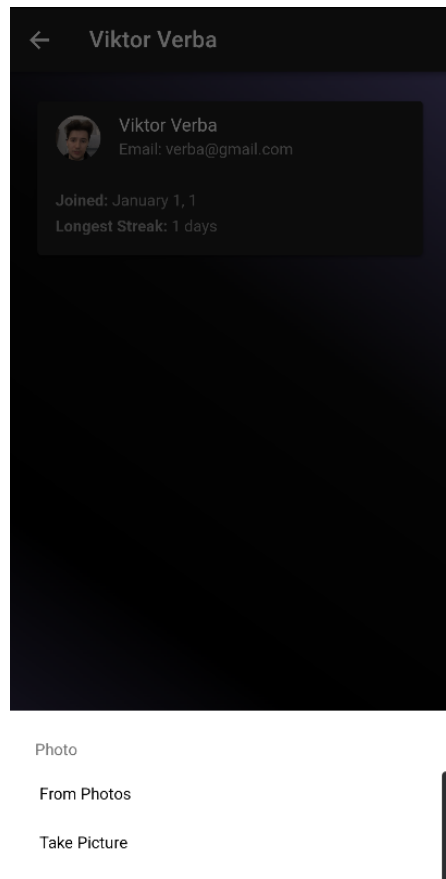 Viktor Verba
Viktor Verba
Email: verba@gmail.com
Joined: January 1, 1
Longest Streak: 1 days
Photo
From Photos
Take Picture